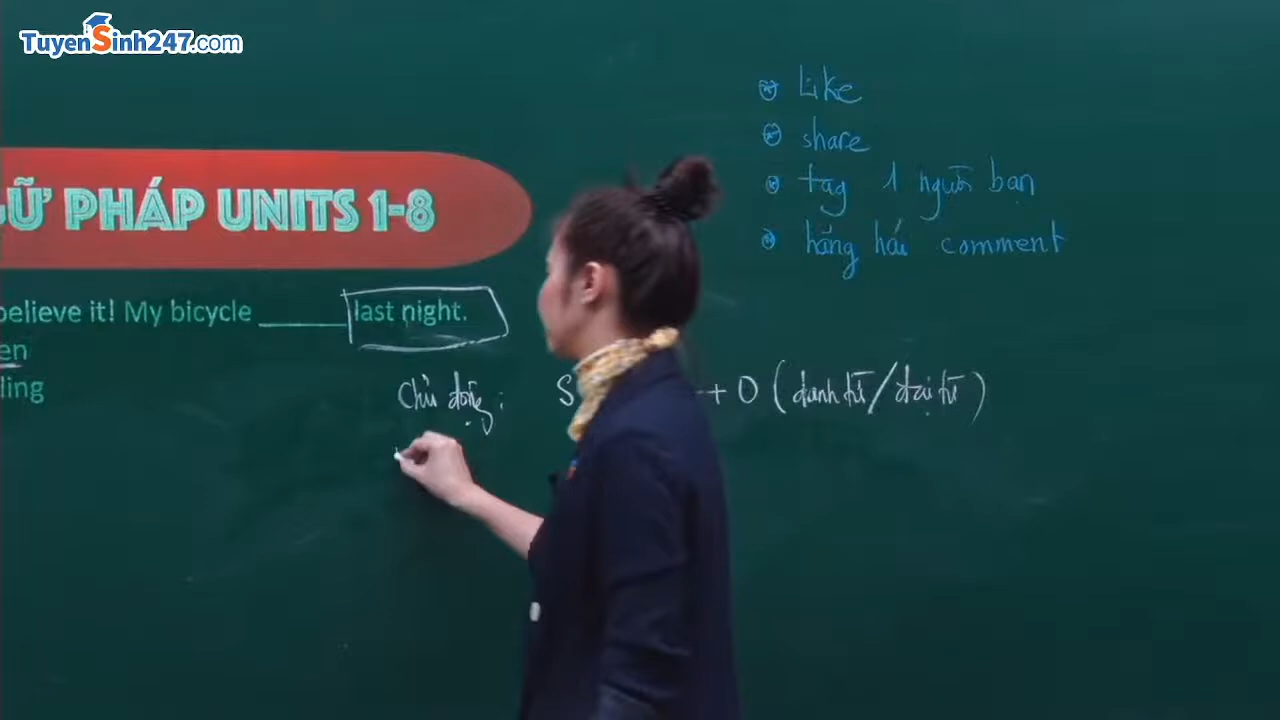 TuyenSinh247.com
Ữ PHÁP UNITS 1-8
believe it! My bicycle ________ last night.
en
ling
Like
share
tag 1 người bạn
hăng hái comment
Chủ động: S + O (danh từ / đại từ)